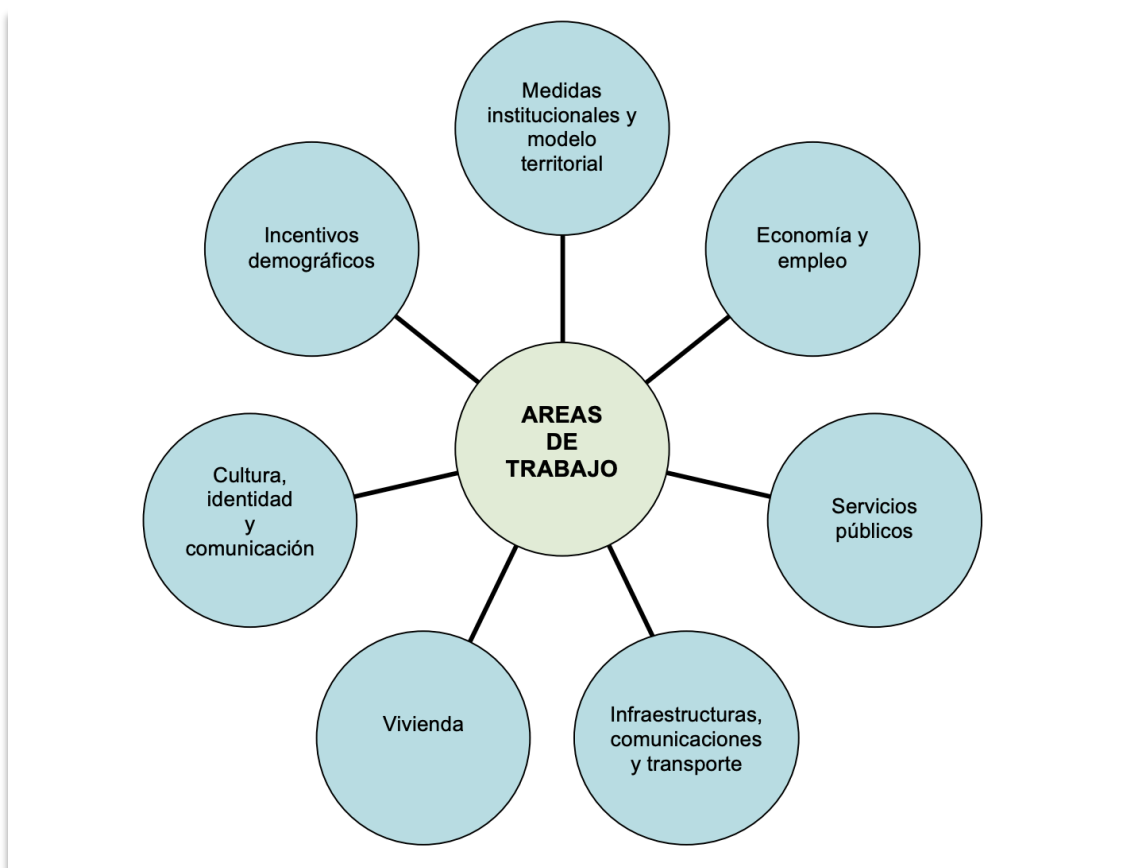 Medidas
institucionales y
modelo
territorial
Incentivos
demográficos
Economía y
empleo
AREAS
DE
TRABAJO
Cultura,
identidad
y
comunicación
Servicios
públicos
Vivienda
Infraestructuras,
comunicaciones
y transporte